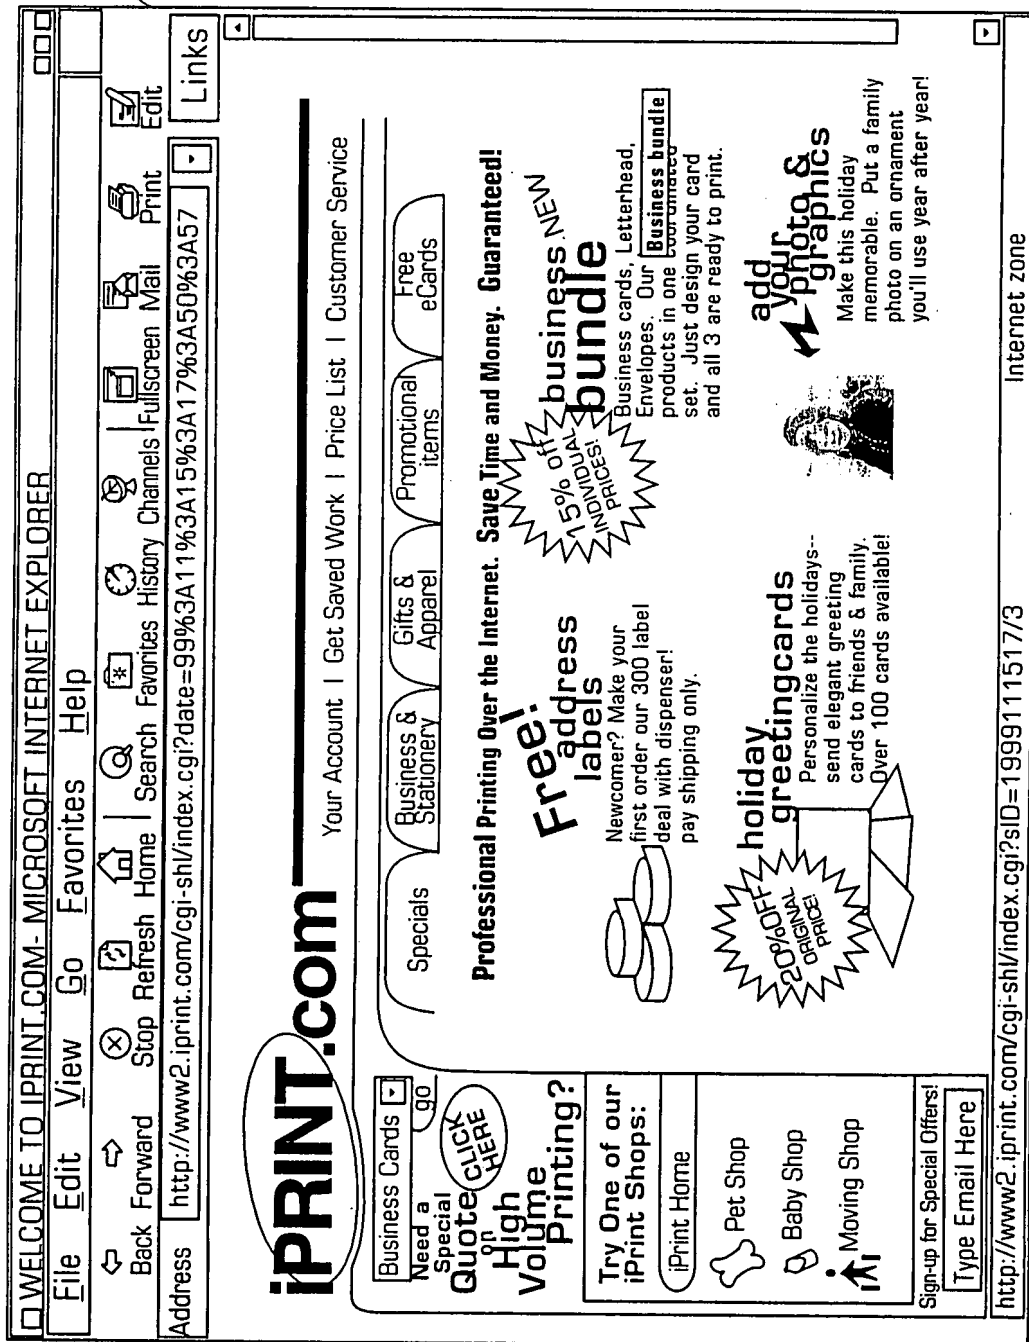 WELCOME TO IPRINT.COM- MICROSOFT INTERNET EXPLORER
File Edit View Go Favorites Help
Back Forward Stop Refresh Home Search Favorites History Channels Fullscreen Mail Print Edit
Address http://ww2.iprint.com/cgi-shl/index.cgi?date=99%3A11%3A15%3A17%3A50%3A57 Links
iPRINT.com
Your Account | Get Saved Work | Price List | Customer Service
Business Cards
go
Need a
Special
Quote
CLICK
HERE
on
High
Volume
Printing?
Try One of our
iPrint Shops:
iPrint Home
Pet Shop
Baby Shop
Moving Shop
Sign-up for Special Offers!
Type Email Here
Specials
Business &
Stationery
Gifts &
Apparel
Promotional
items
Free
eCards
Professional Printing Over the Internet. Save Time and Money. Guaranteed!
Free!
address
labels
Newcomer? Make your
first order our 300 label
deal with dispenser!
pay shipping only.
15% Off
INDIVIDUAL
PRICES!
business NEW
bundle
Business cards, Letterhead,
Envelopes. Our
Business bundle
products in one coordinated
set. Just design your card
and all 3 are ready to print.
20%OFF
ORIGINAL
PRICE!
holiday
greetingcards
Personalize the holidays--
send elegant greeting
cards to friends & family.
Over 100 cards available!
add
your
photo &
graphics
Make this holiday
memorable. Put a family
photo on an ornament
you'll use year after year!
http://www2.iprint.com/cgi-shl/index.cgi?sID=1999111517/3 Internet zone